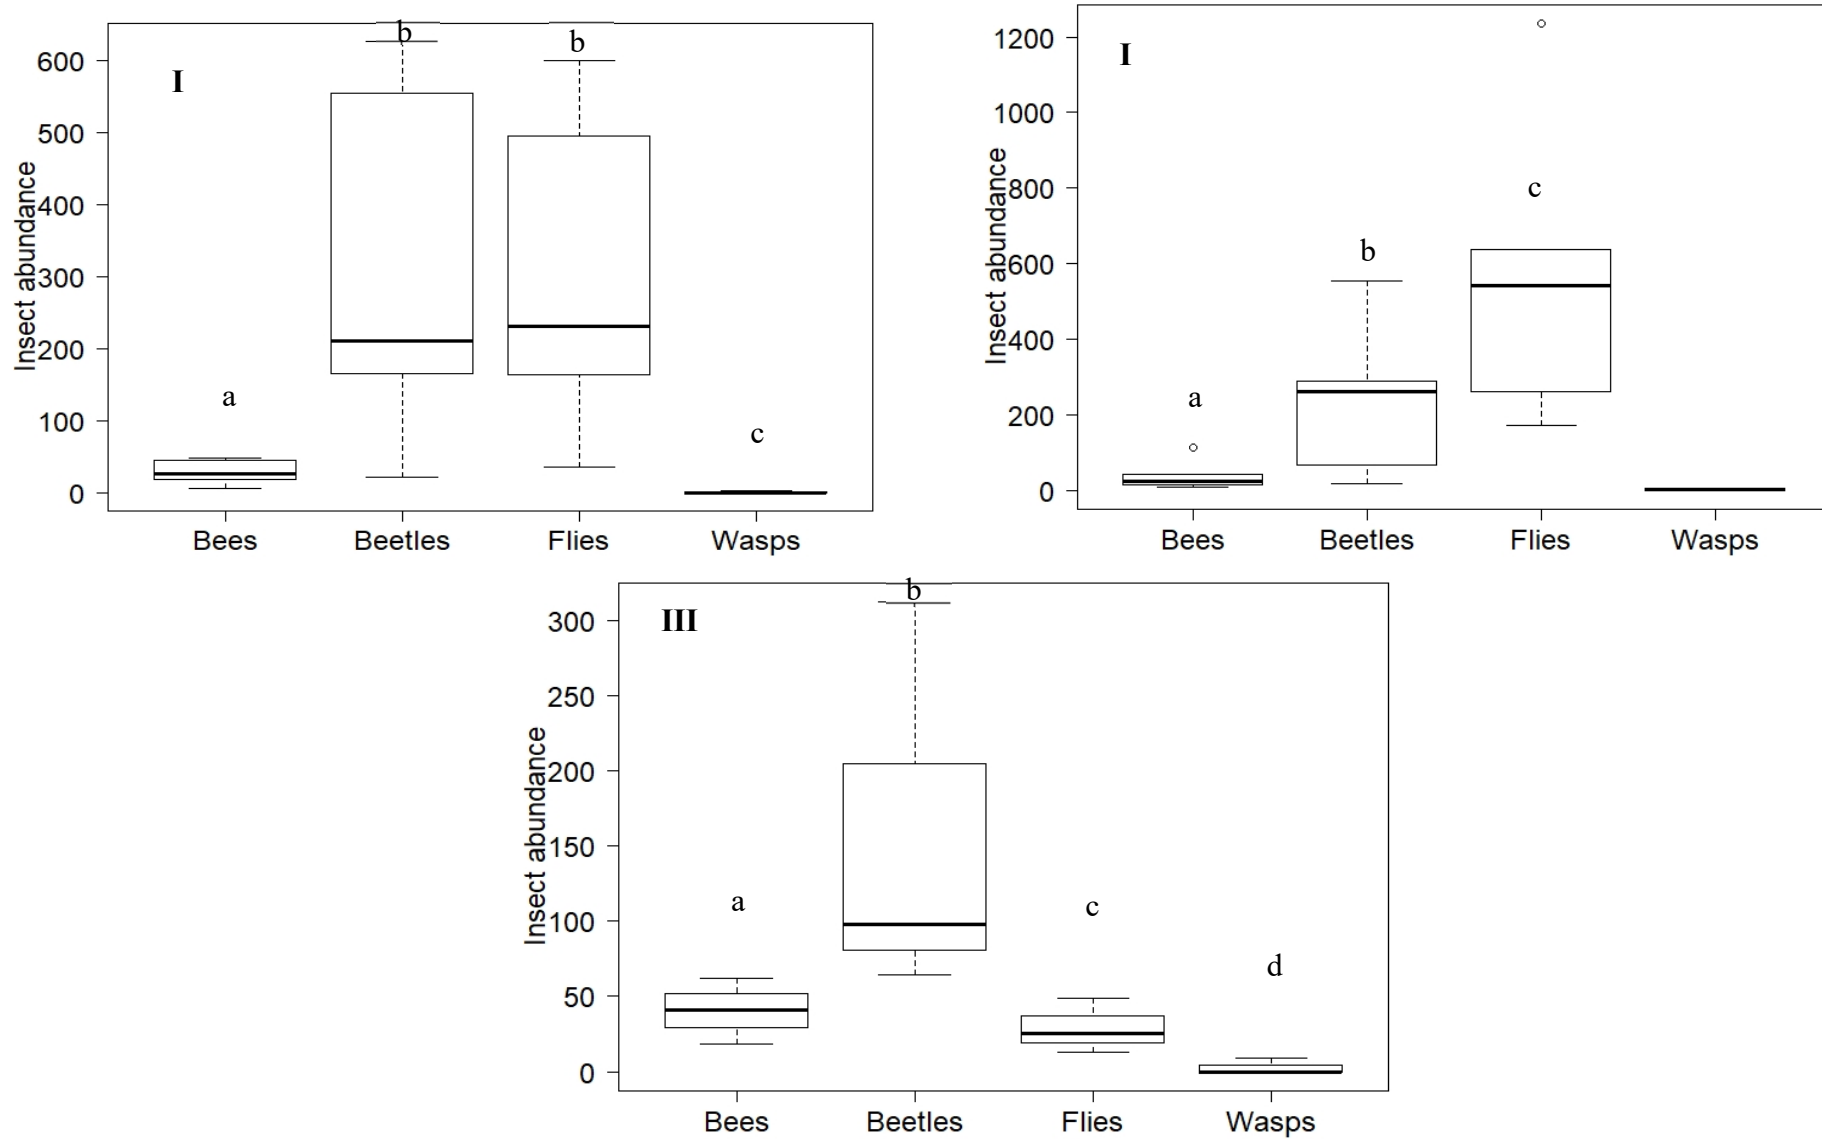 b
b
600
I
500
400
300
200
100
0
a
c
Insect abundance
Bees Beetles Flies Wasps
I
1200
1000
800
600
400
200
0
c
b
a
Insect abundance
Bees Beetles Flies Wasps
b
III
300
250
200
150
100
50
0
a
c
d
Insect abundance
Bees Beetles Flies Wasps